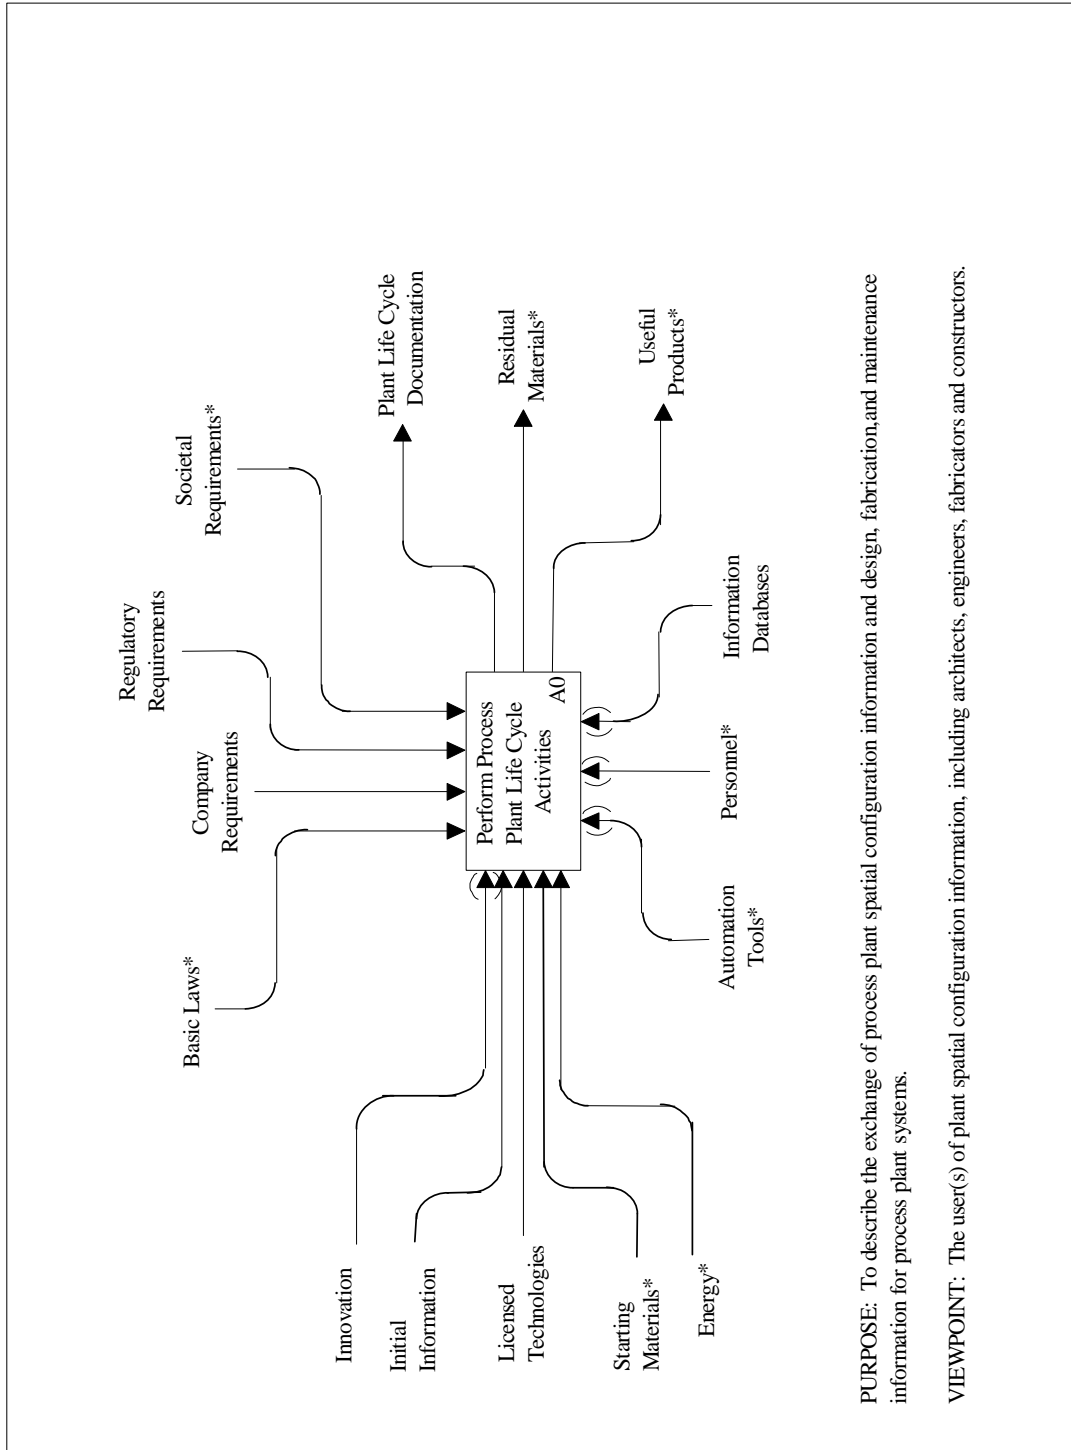 Basic Laws*
Company
Requirements
Regulatory
Requirements
Societal
Requirements*
Innovation
Initial
Information
Licensed
Technologies
Starting
Materials*
Energy*
Perform Process
Plant Life Cycle
Activities
A0
Plant Life Cycle
Documentation
Residual
Materials*
Useful
Products*
Automation
Tools*
Personnel*
Information
Databases
PURPOSE: To describe the exchange of process plant spatial configuration information and design, fabrication,and maintenance
information for process plant systems.
VIEWPOINT: The user(s) of plant spatial configuration information, including architects, engineers, fabricators and constructors.